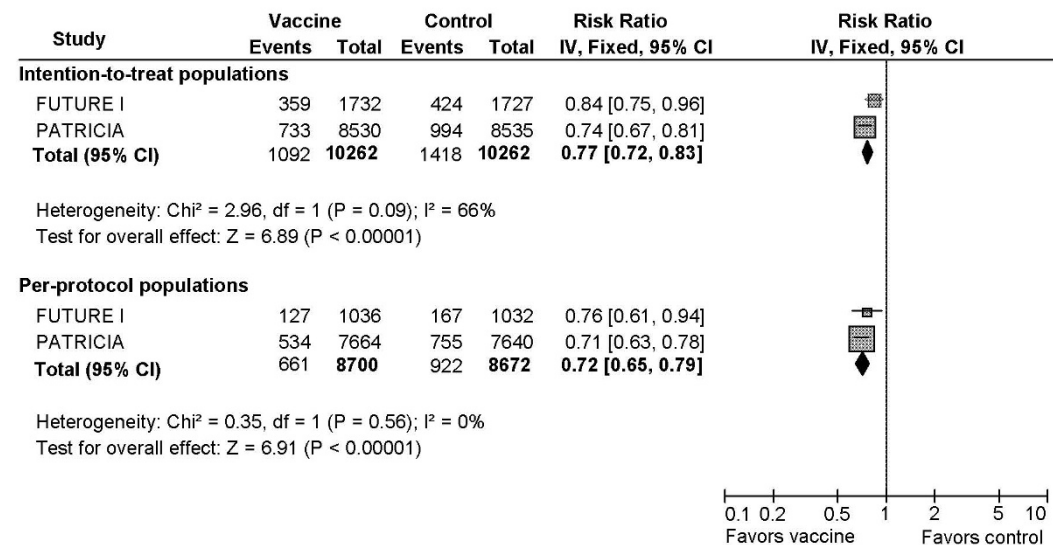 Vaccine Control Risk Ratio Risk Ratio
Study Events Total Events Total IV, Fixed, 95% CI IV, Fixed, 95% CI
Intention-to-treat populations
FUTURE I 359 1732 424 1727 0.84 [0.75, 0.96]
PATRICIA 733 8530 994 8535 0.74 [0.67, 0.81]
Total (95% CI) 1092 10262 1418 10262 0.77 [0.72, 0.83]
Heterogeneity: Chi² = 2.96, df = 1 (P = 0.09); I² = 66%
Test for overall effect: Z = 6.89 (P < 0.00001)
Per-protocol populations
FUTURE I 127 1036 167 1032 0.76 [0.61, 0.94]
PATRICIA 534 7664 755 7640 0.71 [0.63, 0.78]
Total (95% CI) 661 8700 922 8672 0.72 [0.65, 0.79]
Heterogeneity: Chi² = 0.35, df = 1 (P = 0.56); I² = 0%
Test for overall effect: Z = 6.91 (P < 0.00001)
0.1 0.2 0.5 1 2 5 10
Favors vaccine Favors control